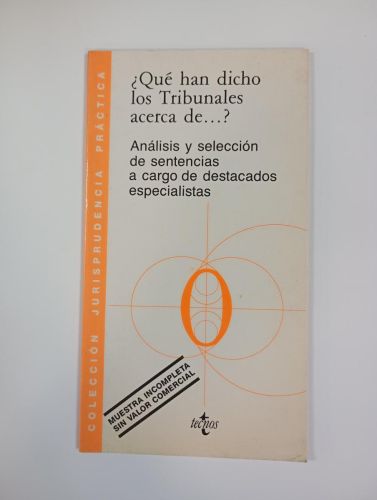 ¿Qué han dicho
los Tribunales
acerca de...?
Análisis y selección
de sentencias
a cargo de destacados
especialistas
COLECCIÓN JURISPRUDENCIA PRÁCTICA
0
MUESTRA INCOMPLETA
SIN VALOR COMERCIAL
tecnos